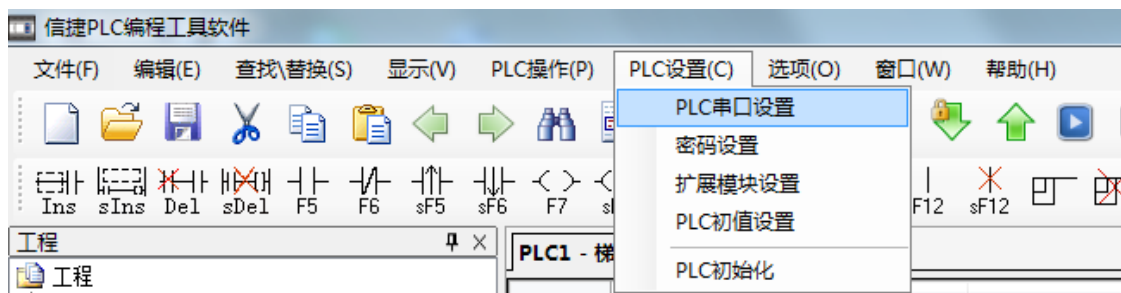 信捷PLC编程工具软件
文件(F) 编辑(E) 查找\替换(S) 显示(V) PLC操作(P) PLC设置(C) 选项(O) 窗口(W) 帮助(H)
PLC串口设置
密码设置
扩展模块设置
PLC初值设置
PLC初始化
Ins sIns Del sDel F5 F6 sF5 sF6 F7 F12 sF12
工程
PLC1 - 梯
工程